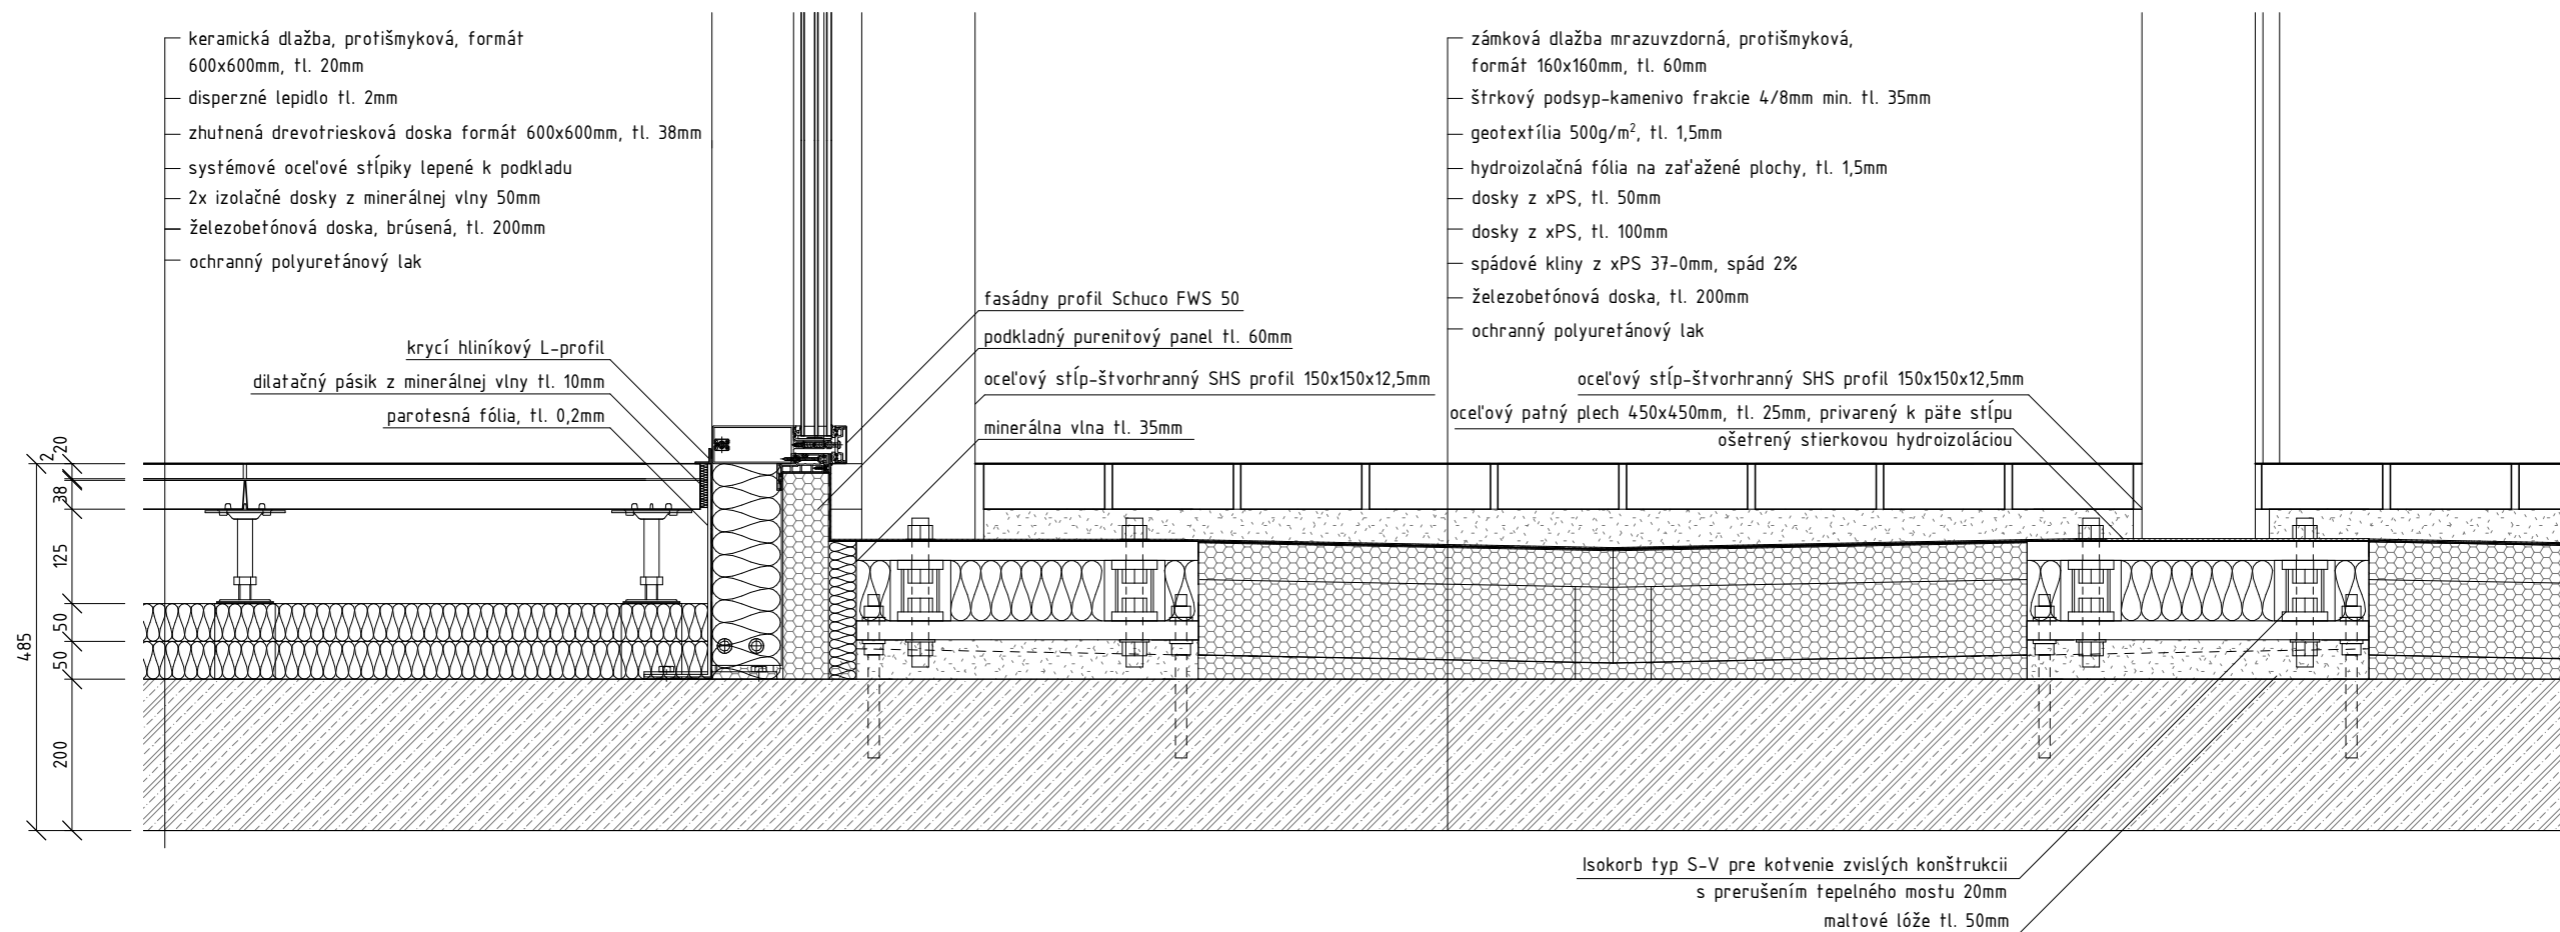 keramická dlažba, protišmyková, formát
600x600mm, tl. 20mm
disperzné lepidlo tl. 2mm
zhutnená drevotriesková doska formát 600x600mm, tl. 38mm
systémové oceľové stĺpiky lepené k podkladu
2x izolačné dosky z minerálnej vlny 50mm
železobetónová doska, brúsená, tl. 200mm
ochranný polyuretánový lak
krycí hliníkový L-profil
dilatačný pásik z minerálnej vlny tl. 10mm
parotesná fólia, tl. 0,2mm
fasádny profil Schuco FWS 50
podkladný purenitový panel tl. 60mm
oceľový stĺp-štvorhranný SHS profil 150x150x12,5mm
minerálna vlna tl. 35mm
zámková dlažba mrazuvzdorná, protišmyková,
formát 160x160mm, tl. 60mm
štrkový podsyp-kamenivo frakcie 4/8mm min. tl. 35mm
geotextília 500g/m², tl. 1,5mm
hydroizolačná fólia na zaťažené plochy, tl. 1,5mm
dosky z xPS, tl. 50mm
dosky z xPS, tl. 100mm
spádové kliny z xPS 37-0mm, spád 2%
železobetónová doska, tl. 200mm
ochranný polyuretánový lak
oceľový stĺp-štvorhranný SHS profil 150x150x12,5mm
oceľový patný plech 450x450mm, tl. 25mm, privarený k päte stĺpu
ošetrený stierkovou hydroizoláciou
20
2
38
125
50
50
485
200
Isokorb typ S-V pre kotvenie zvislých konštrukcii
s prerušením tepelného mostu 20mm
maltové lóže tl. 50mm